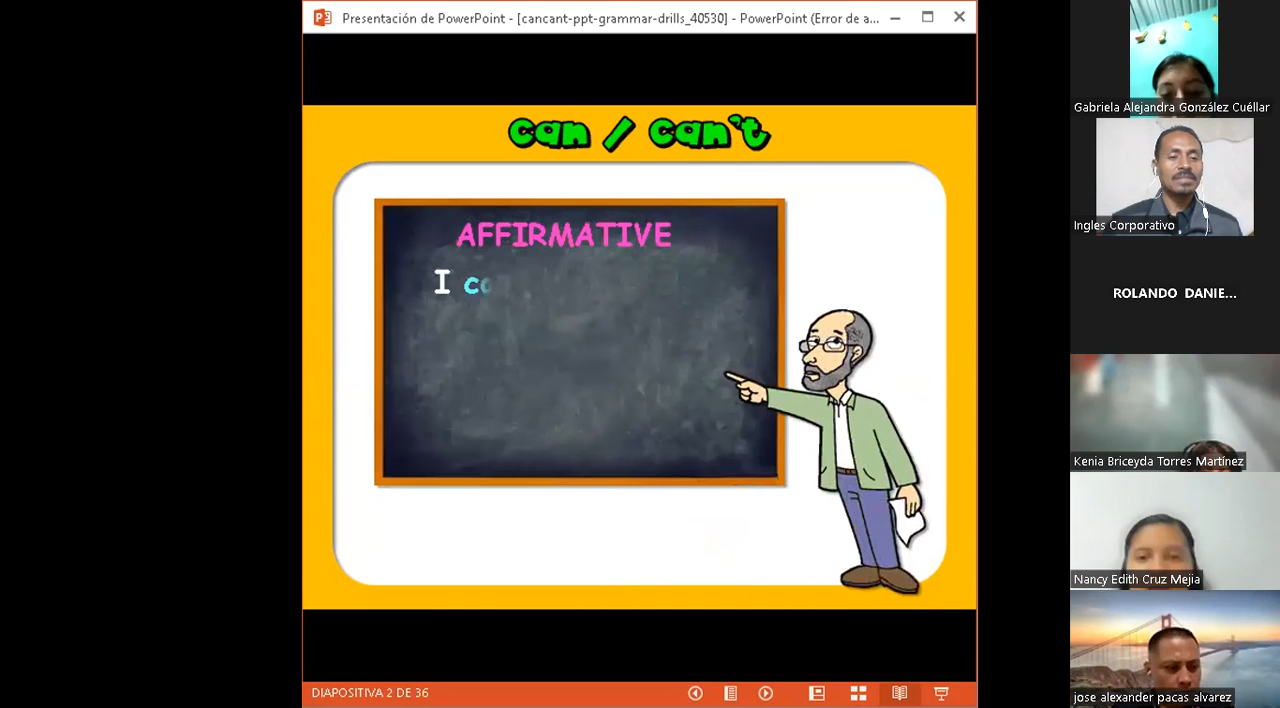 Presentación de PowerPoint - [cancant-ppt-grammar-drills_40530] - PowerPoint (Error de a...
can / can't
AFFIRMATIVE
I
DIAPOSITIVA 2 DE 36
Gabriela Alejandra González Cuéllar
Ingles Corporativo
ROLANDO DANIE...
Kenia Briceyda Torres Martínez
Nancy Edith Cruz Mejia
jose alexander pacas alvarez